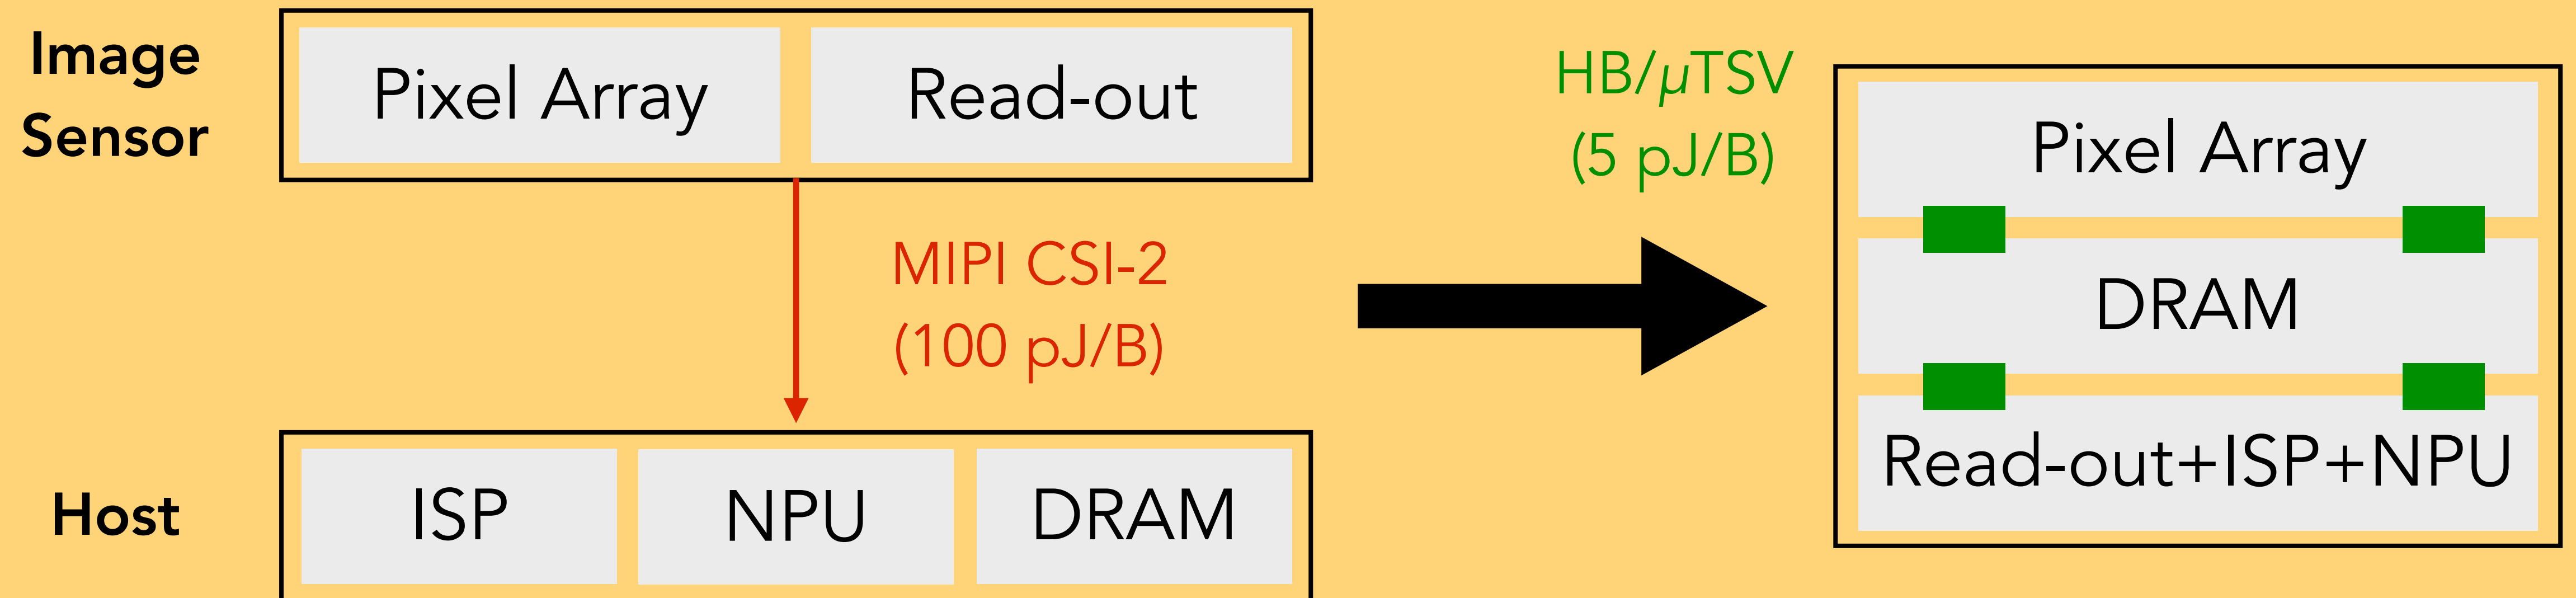 Image
Sensor
Pixel Array
Read-out
MIPI CSI-2
(100 pJ/B)
Host
ISP
NPU
DRAM
HB/μTSV
(5 pJ/B)
Pixel Array
DRAM
Read-out+ISP+NPU